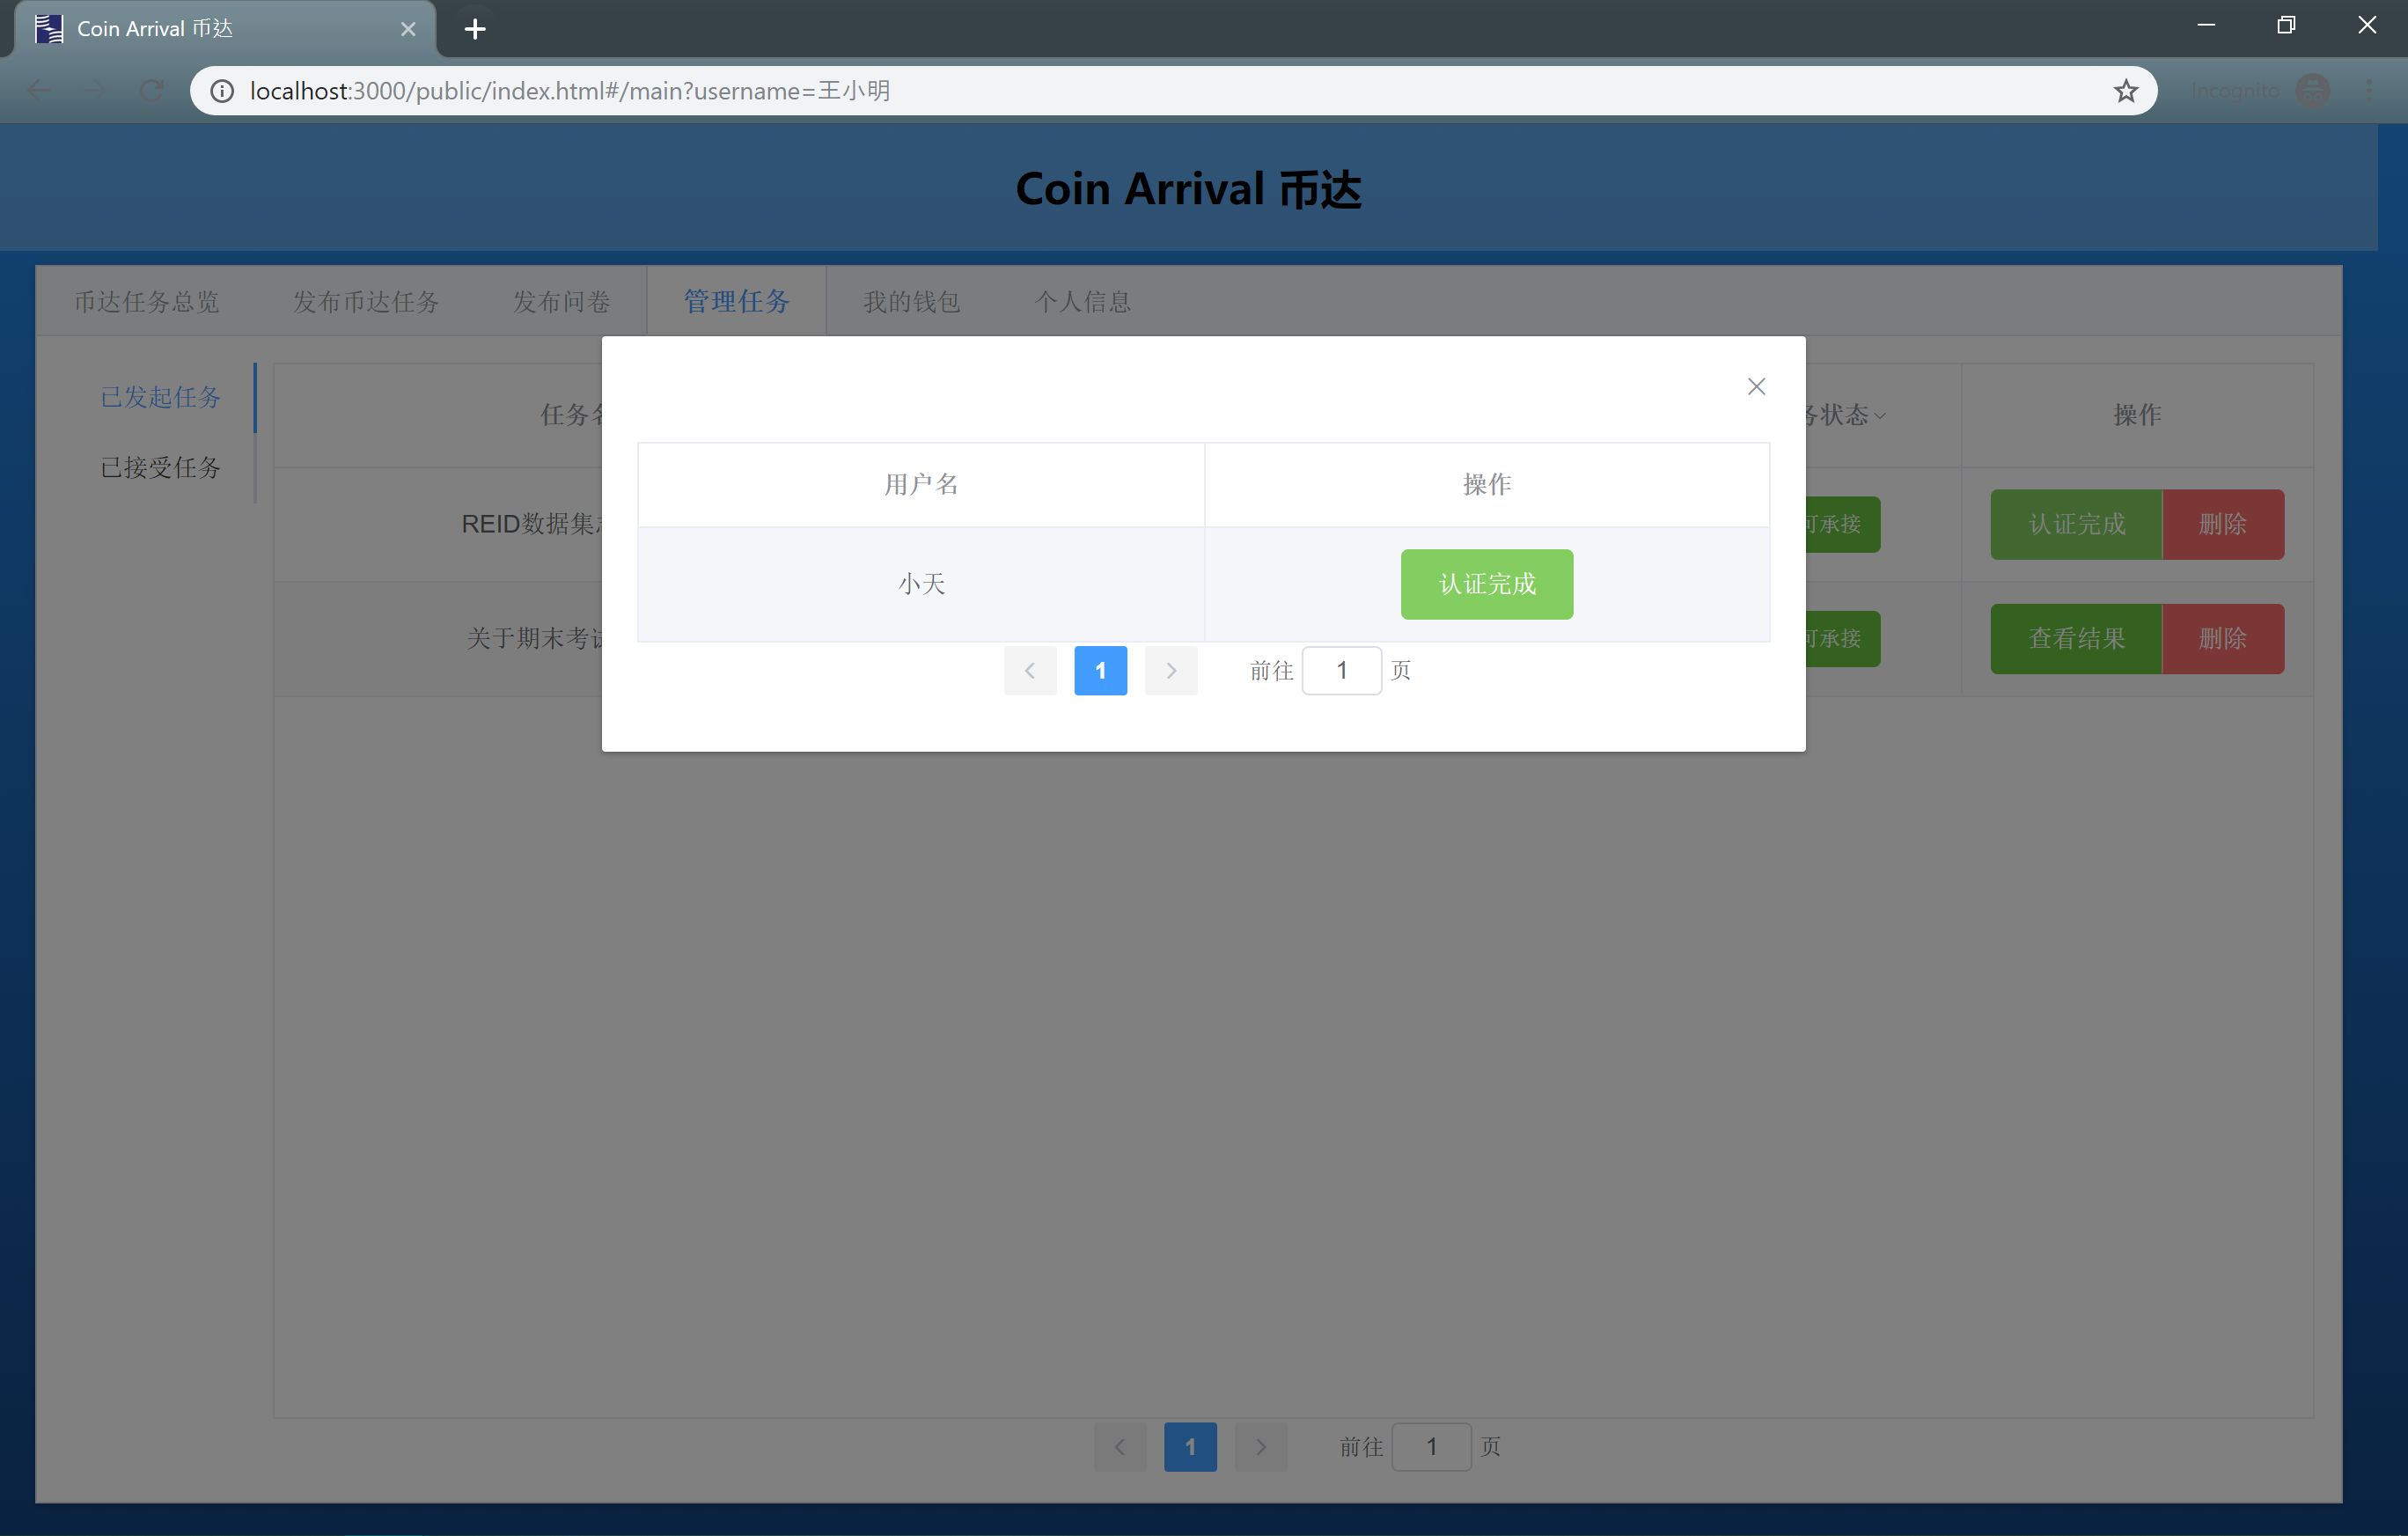 Coin Arrival 币达
localhost:3000/public/index.html#/main?username=王小明
Incognito
Coin Arrival 币达
币达任务总览 发布币达任务 发布问卷 管理任务 我的钱包 个人信息
已发起任务
已接受任务
任务 状态 操作
用户名 操作
REID数据集 可承接 认证完成 删除
小天 认证完成
关于期末考试 可承接 查看结果 删除
1 前往 1 页
1 前往 1 页